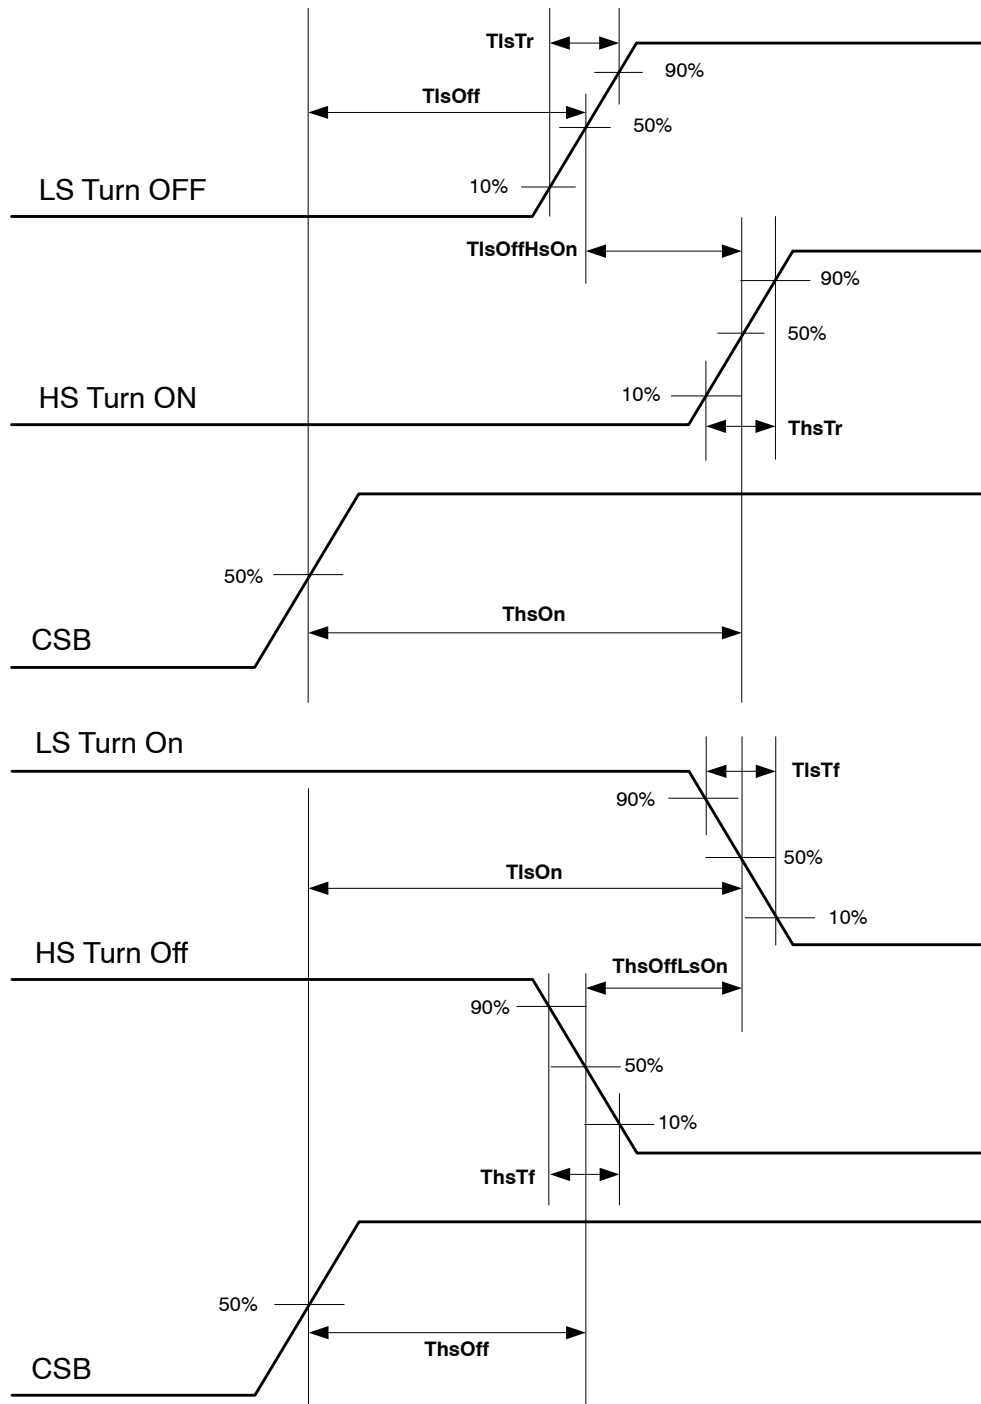 TlsTr
90%
TlsOff
50%
10%
LS Turn OFF
TlsOffHsOn
90%
50%
10%
HS Turn ON
ThsTr
50%
ThsOn
CSB
LS Turn On
TlsTf
90%
50%
TlsOn
10%
HS Turn Off
ThsOffLsOn
90%
50%
10%
ThsTf
50%
ThsOff
CSB